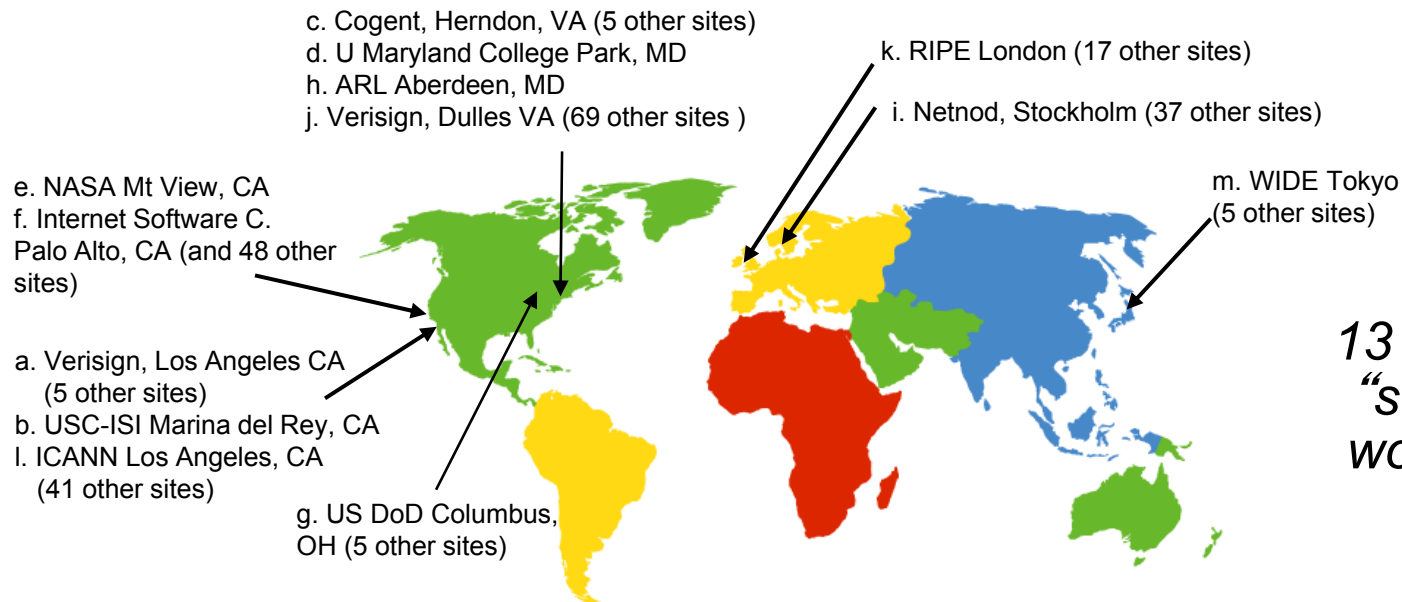 c. Cogent, Herndon, VA (5 other sites)
d. U Maryland College Park, MD
h. ARL Aberdeen, MD
j. Verisign, Dulles VA (69 other sites )
k. RIPE London (17 other sites)
i. Netnod, Stockholm (37 other sites)
e. NASA Mt View, CA
f. Internet Software C.
Palo Alto, CA (and 48 other
sites)
m. WIDE Tokyo
(5 other sites)
a. Verisign, Los Angeles CA
(5 other sites)
b. USC-ISI Marina del Rey, CA
l. ICANN Los Angeles, CA
(41 other sites)
g. US DoD Columbus,
OH (5 other sites)
13